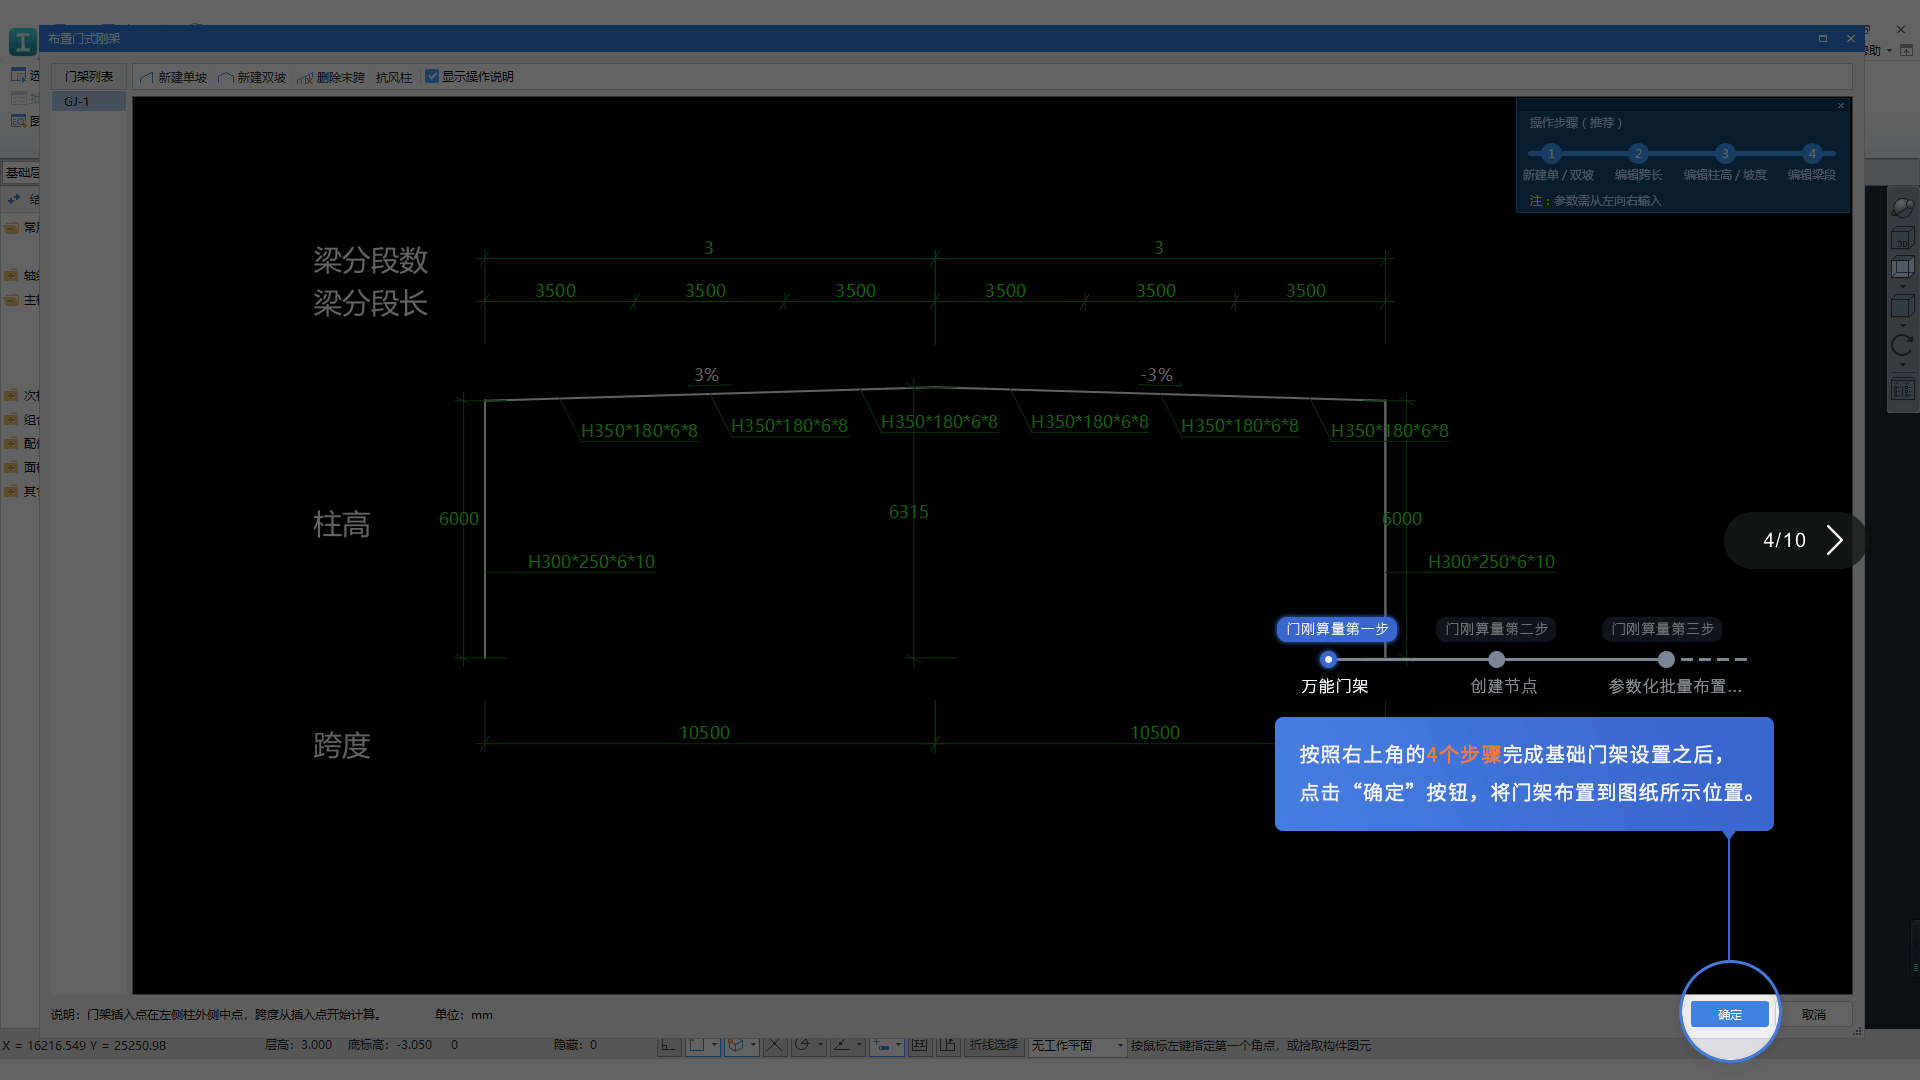 布置门式刚架
门架列表
新建单坡
新建双坡
删除末跨
抗风柱
显示操作说明
GJ-1
操作步骤（推荐）
1
2
3
4
新建单 / 双坡
编辑跨长
编辑柱高 / 坡度
编辑梁段
注：参数需从左向右输入
梁分段数
3
3
梁分段长
3500
3500
3500
3500
3500
3500
3%
-3%
H350*180*6*8
H350*180*6*8
H350*180*6*8
H350*180*6*8
H350*180*6*8
H350*180*6*8
柱高
6000
6315
6000
H300*250*6*10
H300*250*6*10
4/10
门刚算量第一步
门刚算量第二步
门刚算量第三步
万能门架
创建节点
参数化批量布置...
跨度
10500
10500
按照右上角的4个步骤完成基础门架设置之后，
点击“确定”按钮，将门架布置到图纸所示位置。
说明：门架插入点在左侧柱外侧中点，跨度从插入点开始计算。
单位：mm
确定
取消
X = 16216.549 Y = 25250.98
层高：3.000
底标高：-3.050
0
隐藏：0
折线选择
无工作平面
按鼠标左键指定第一个角点，或拾取构件图元
基础层
3D